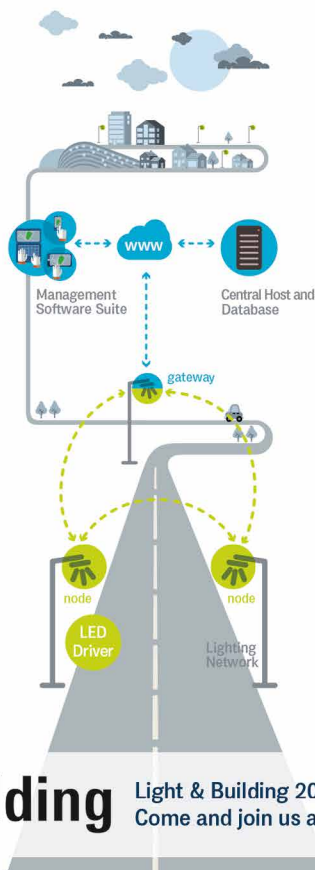 www
Management
Software Suite
Central Host and
Database
gateway
node
node
LED
Driver
Lighting
Network
Light & Building 20
Come and join us a